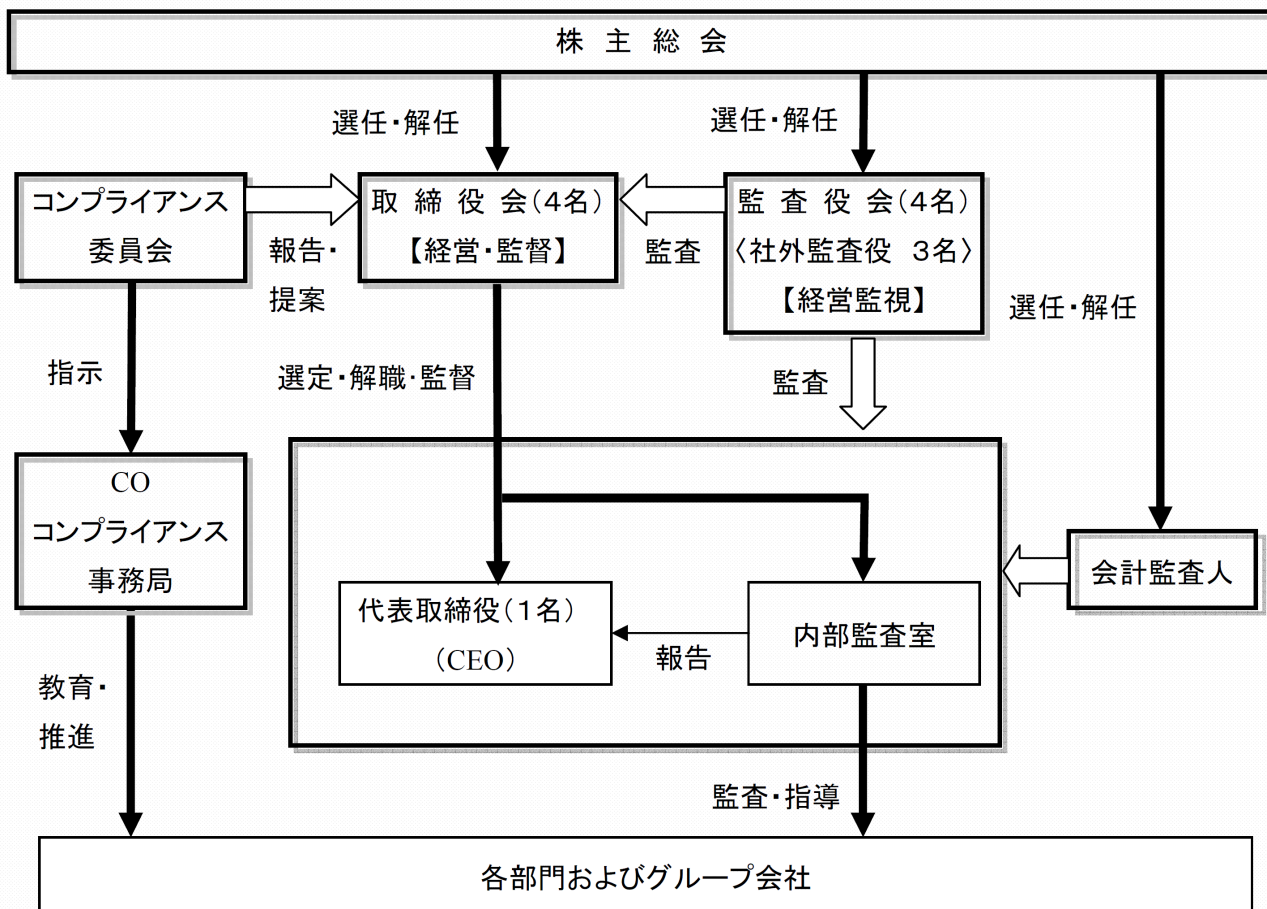 株 主 総 会
選任・解任
選任・解任
コンプライアンス
委員会
報告・
提案
取 締 役 会(4名)
【経営・監督】
監査
監 査 役 会(4名)
〈社外監査役 3名〉
【経営監視】
選任・解任
指示
選定・解職・監督
監査
CO
コンプライアンス
事務局
代表取締役(1名)
(CEO)
報告
内部監査室
会計監査人
教育・
推進
監査・指導
各部門およびグループ会社